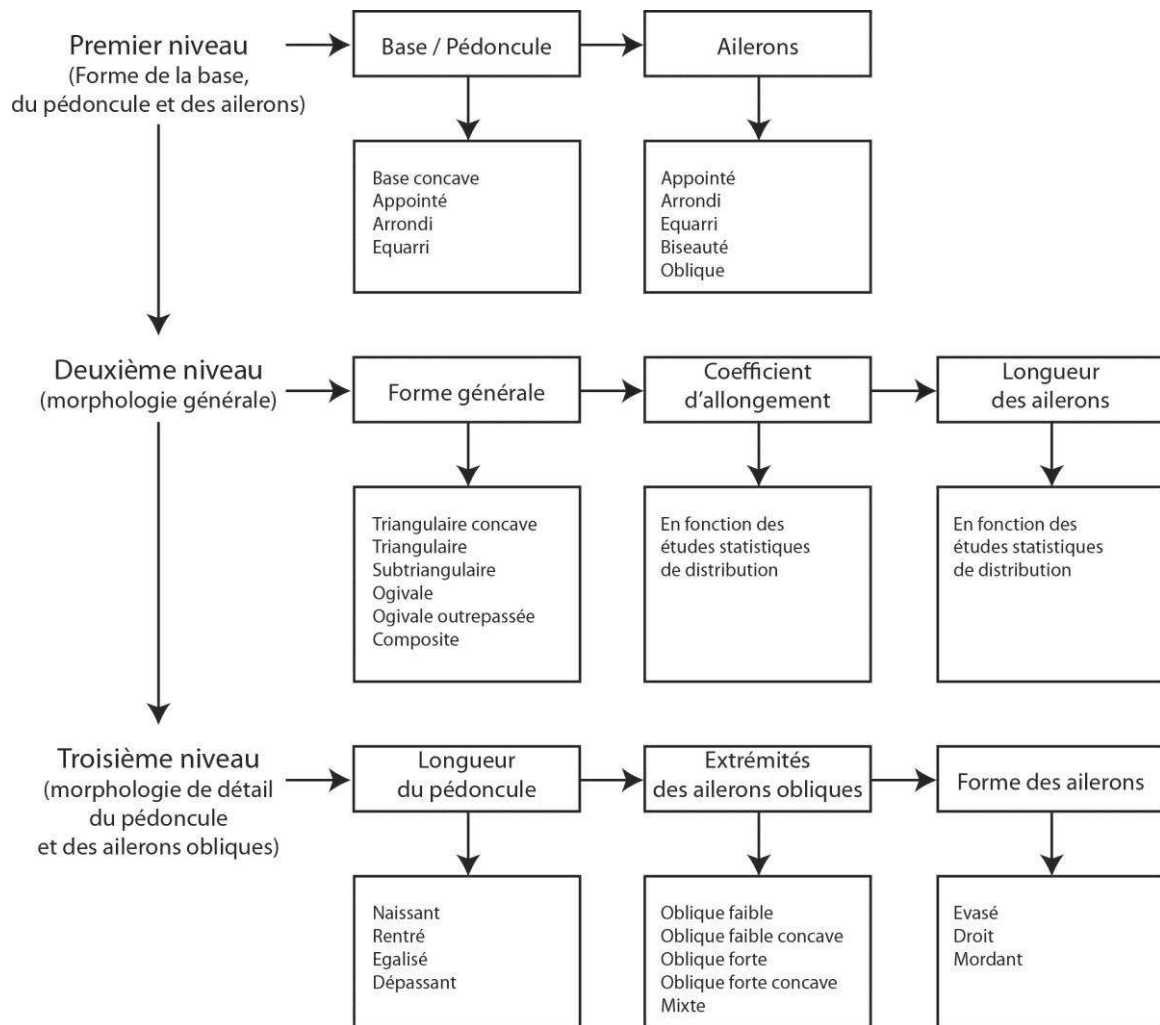 Premier niveau
(Forme de la base,
du pédoncule et des ailerons)
Base / Pédoncule
Ailerons
Base concave
Appointé
Arrondi
Equarri
Appointé
Arrondi
Equarri
Biseauté
Oblique
Deuxième niveau
(morphologie générale)
Forme générale
Coefficient
d'allongement
Longueur
des ailerons
Triangulaire concave
Triangulaire
Subtriangulaire
Ogivale
Ogivale outrepassée
Composite
En fonction des
études statistiques
de distribution
En fonction des
études statistiques
de distribution
Troisième niveau
(morphologie de détail
du pédoncule
et des ailerons obliques)
Longueur
du pédoncule
Extrémités
des ailerons obliques
Forme des ailerons
Naissant
Rentré
Egalisé
Dépassant
Oblique faible
Oblique faible concave
Oblique forte
Oblique forte concave
Mixte
Evasé
Droit
Mordant